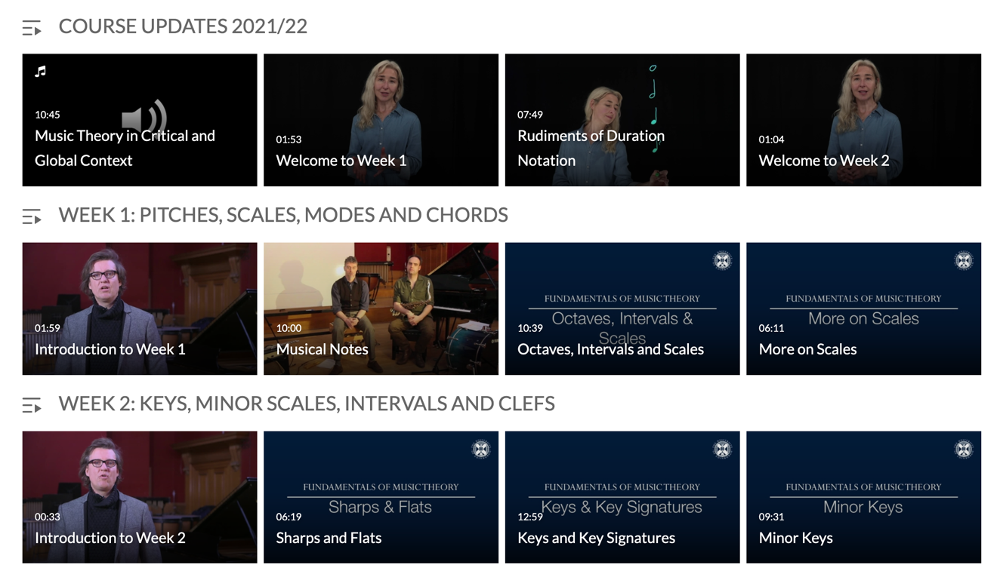 COURSE UPDATES 2021/22
10:45
Music Theory in Critical and
Global Context
01:53
Welcome to Week 1
07:49
Rudiments of Duration
Notation
01:04
Welcome to Week 2
WEEK 1: PITCHES, SCALES, MODES AND CHORDS
01:59
Introduction to Week 1
10:00
Musical Notes
FUNDAMENTALS OF MUSIC THEORY
Octaves, Intervals &
Scales
10:39
Octaves, Intervals and Scales
FUNDAMENTALS OF MUSIC THEORY
More on Scales
06:11
More on Scales
WEEK 2: KEYS, MINOR SCALES, INTERVALS AND CLEFS
00:33
Introduction to Week 2
FUNDAMENTALS OF MUSIC THEORY
Sharps & Flats
06:19
Sharps and Flats
FUNDAMENTALS OF MUSIC THEORY
Keys & Key Signatures
12:59
Keys and Key Signatures
FUNDAMENTALS OF MUSIC THEORY
Minor Keys
09:31
Minor Keys